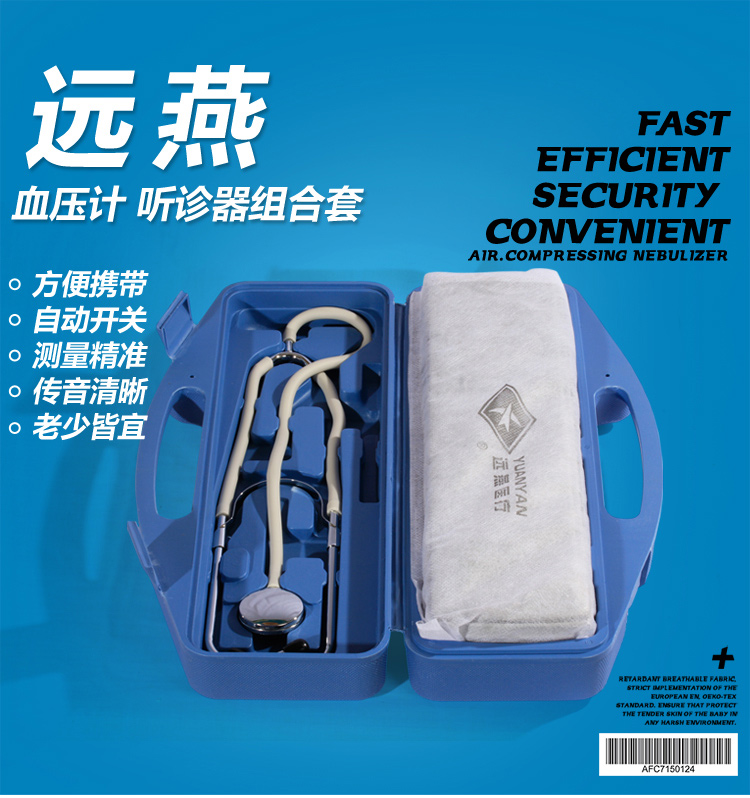 远燕
血压计 听诊器组合套
方便携带
自动开关
测量精准
传音清晰
老少皆宜
FAST
EFFICIENT
SECURITY
CONVENIENT
AIR.COMPRESSING NEBULIZER
YUANYAN
远燕医疗
®
+
RETARDANT BREATHABLE FABRIC,
STRICT IMPLEMENTATION OF THE
EUROPEAN EN, OEKO-TEX
STANDARD. ENSURE THAT PROTECT
THE TENDER SKIN OF THE BABY IN
ANY HARSH ENVIRONMENT.
AFC7150124